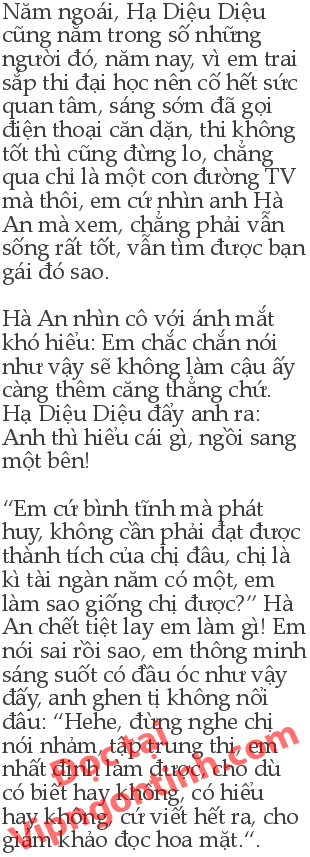 Năm ngoái, Hạ Diệu Diệu
cũng nằm trong số những
người đó, năm nay, vì em trai
sắp thi đại học nên cố hết sức
quan tâm, sáng sớm đã gọi
điện thoại căn dặn, thi không
tốt thì cũng đừng lo, chẳng
qua chỉ là một con đường TV
mà thôi, em cứ nhìn anh Hà
An mà xem, chẳng phải vẫn
sống rất tốt, vẫn tìm được bạn
gái đó sao.
Hà An nhìn cô với ánh mắt
khó hiểu: Em chắc chắn nói
như vậy sẽ không làm cậu ấy
càng thêm căng thẳng chứ.
Hạ Diệu Diệu đẩy anh ra:
Anh thì hiểu cái gì, ngồi sang
một bên!
“Em cứ bình tĩnh mà phát
huy, không cần phải đạt được
thành tích của chị đâu, chị là
kì tài ngàn năm có một, em
làm sao giống chị được?” Hà
An chết tiệt lay em làm gì! Em
nói sai rồi sao, em thông minh
sáng suốt có đầu óc như vậy
đấy, anh ghen tị không nổi
đâu: “Hehe, đừng nghe chị
nói nhảm, tập trung thi, em
nhất định làm được, cho dù
có biết hay không, có hiểu
hay không, cứ viết hết ra, cho
giám khảo đọc hoa mặt.“.
Đọc tại
Vipngontinh.com